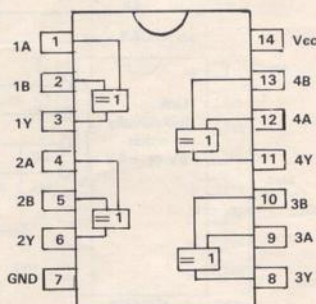 1A 1 14 Vcc
1B 2 13 4B
= 1
1Y 3 12 4A
= 1
2A 4 11 4Y
2B 5 10 3B
= 1
2Y 6 9 3A
= 1
GND 7 8 3Y